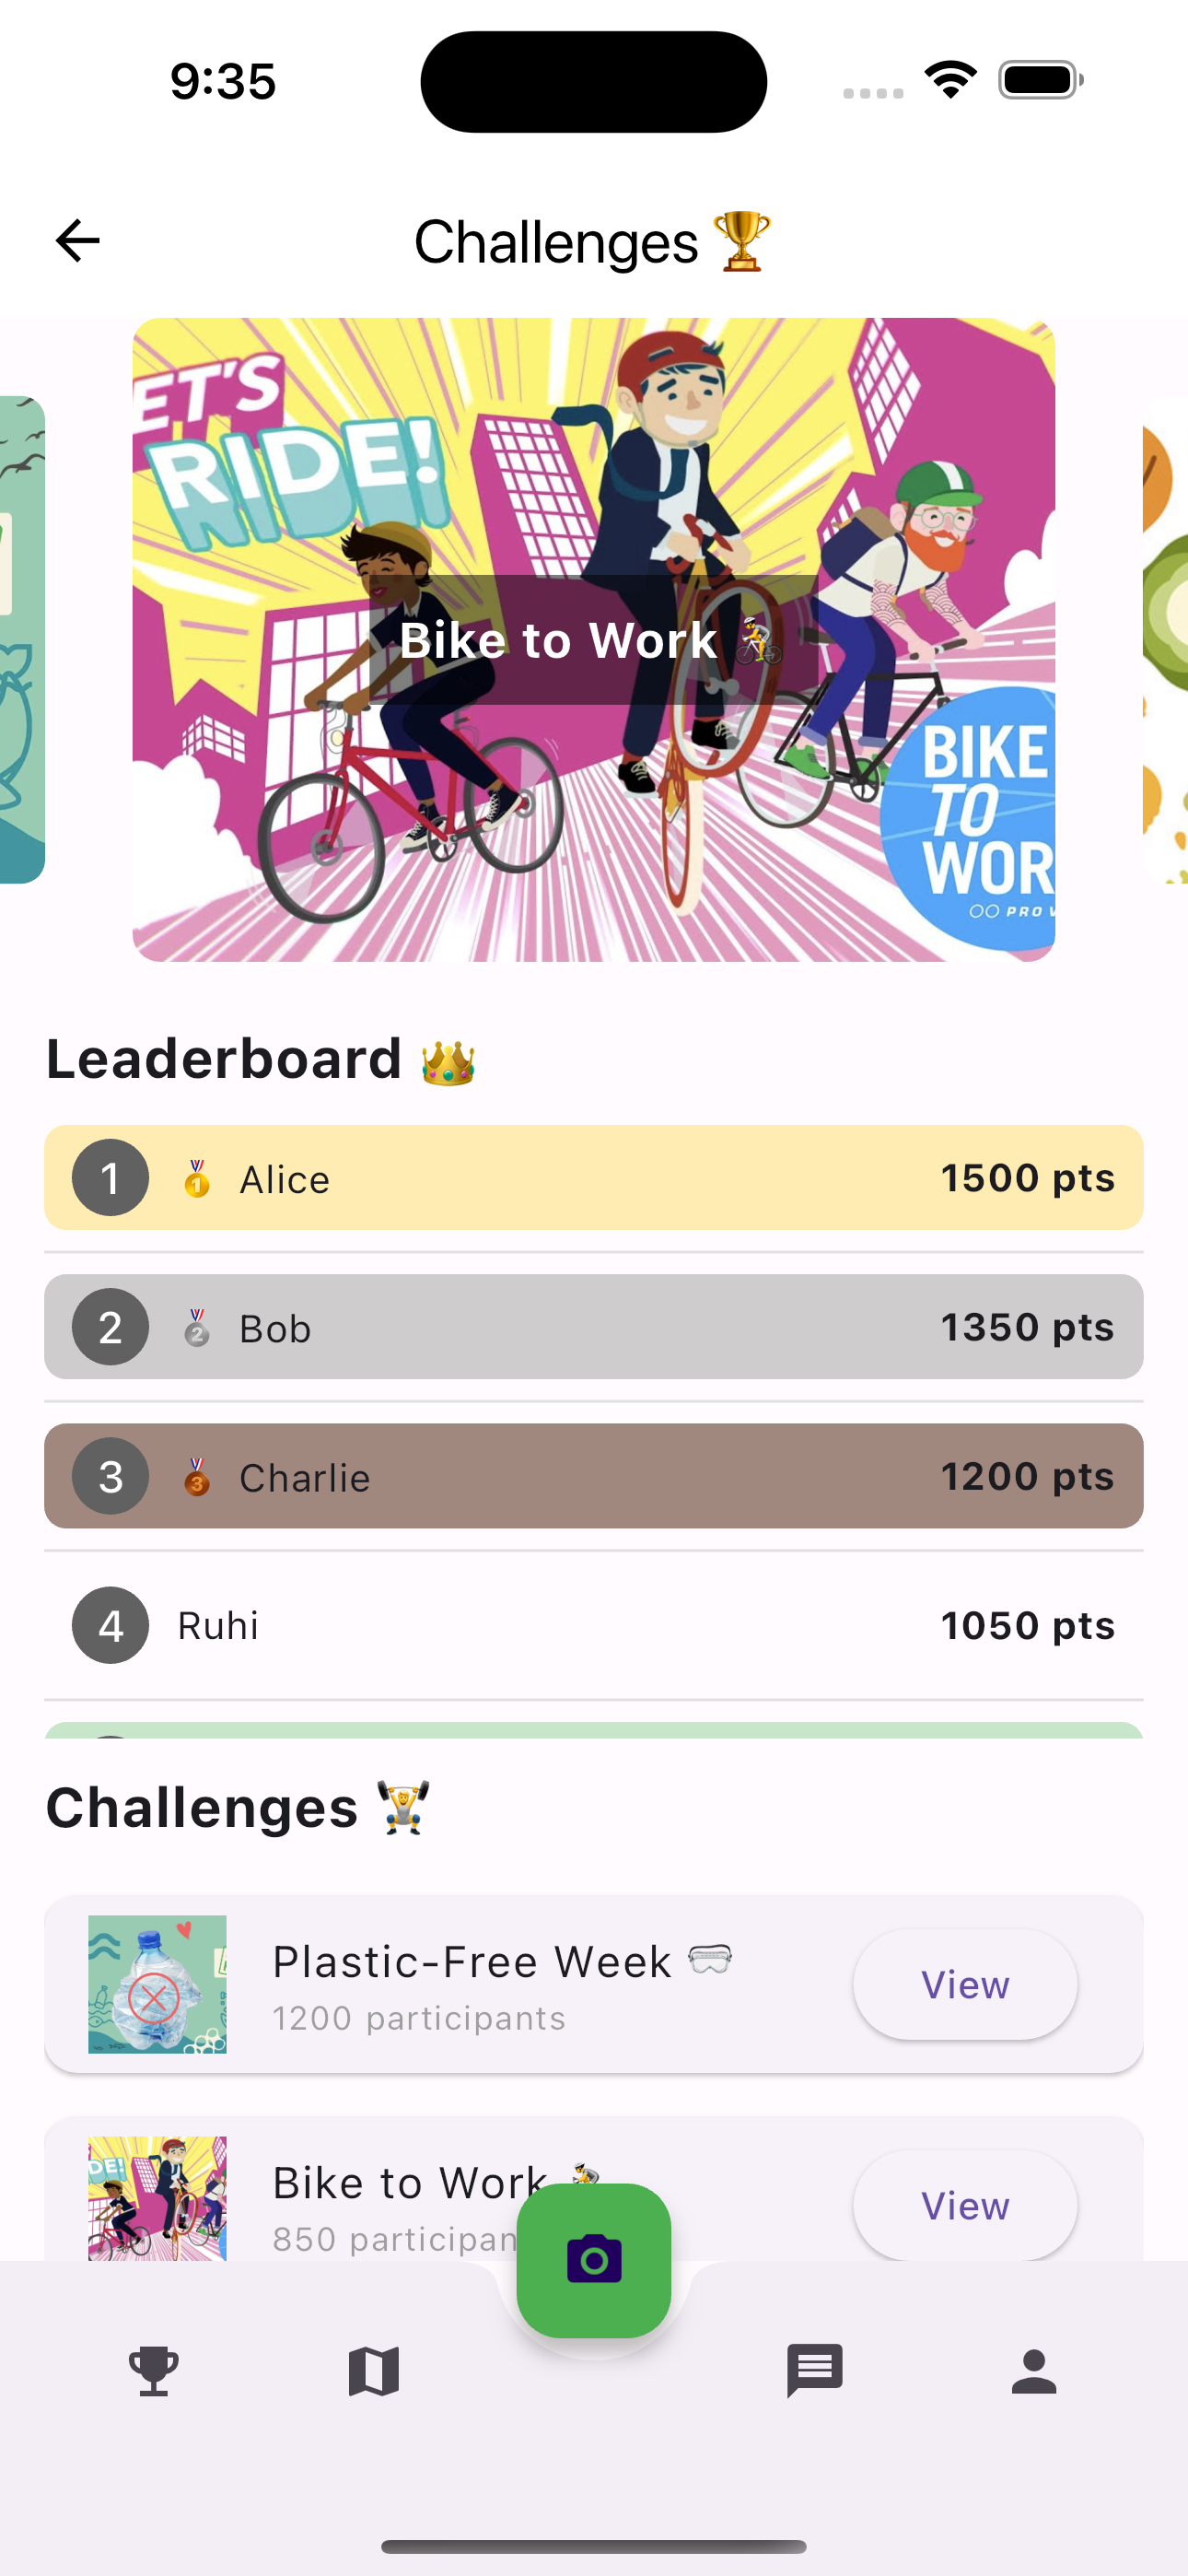 9:35
Challenges 🏆
ET'S
RIDE!
Bike to Work 🚴
BIKE
TO
WOR
PRO
Leaderboard 👑
1 🥇 Alice 1500 pts
2 🥈 Bob 1350 pts
3 🥉 Charlie 1200 pts
4 Ruhi 1050 pts
Challenges 🏋️
Plastic-Free Week 🥽
1200 participants
View
DE!
Bike to Work 🚴
850 participan
View